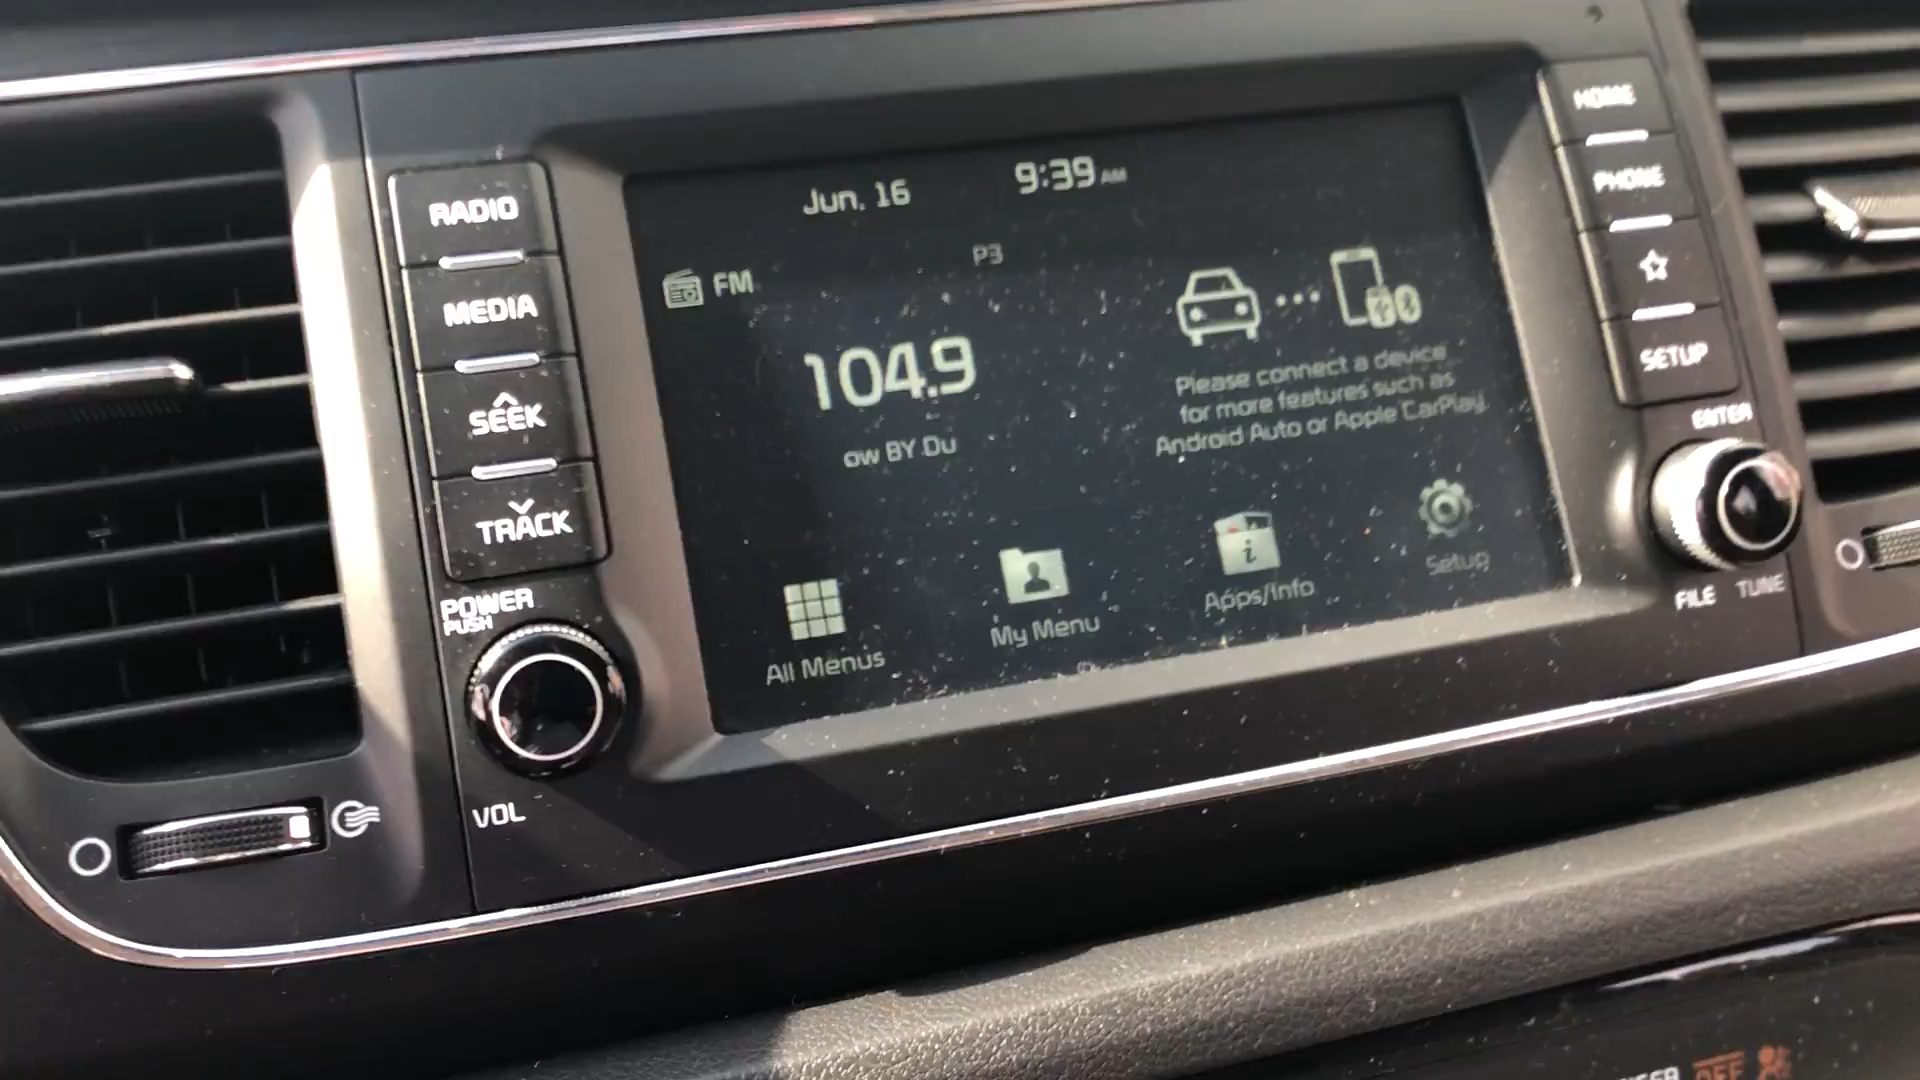 RADIO
MEDIA
SEEK
TRACK
POWER
PUSH
VOL
Jun. 16
9:39 AM
P3
FM
104.9
ow BY Du
Please connect a device
for more features such as
Android Auto or Apple CarPlay.
All Menus
My Menu
Apps/Info
Setup
HOME
PHONE
SETUP
ENTER
FILE
TUNE
OFF